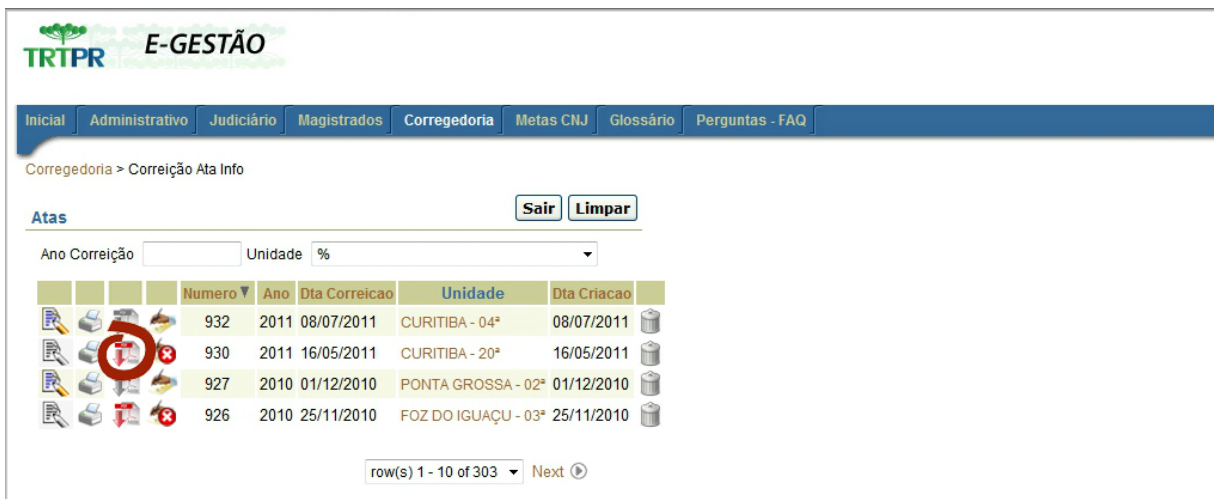 TRTPR E-GESTÃO
Inicial Administrativo Judiciário Magistrados Corregedoria Metas CNJ Glossário Perguntas - FAQ
Corregedoria > Correição Ata Info
Atas Sair Limpar
Ano Correição Unidade %
Numero Ano Dta Correicao Unidade Dta Criacao
932 2011 08/07/2011 CURITIBA - 04ª 08/07/2011
930 2011 16/05/2011 CURITIBA - 20ª 16/05/2011
927 2010 01/12/2010 PONTA GROSSA - 02ª 01/12/2010
926 2010 25/11/2010 FOZ DO IGUAÇU - 03ª 25/11/2010
row(s) 1 - 10 of 303 Next